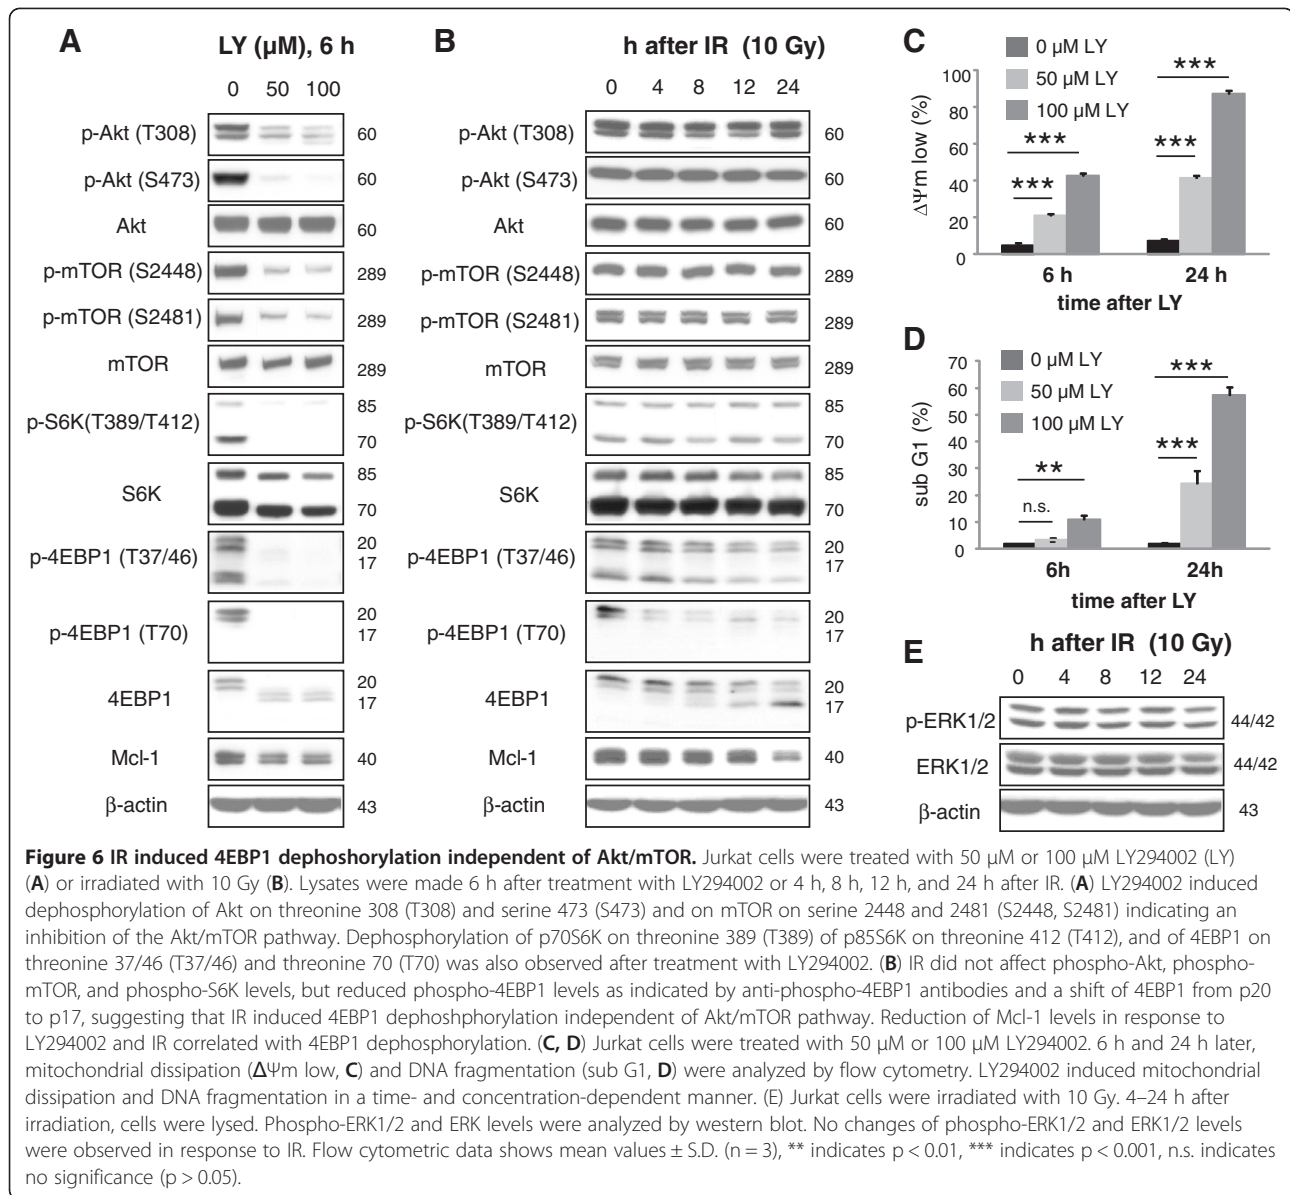 A
LY (µM), 6 h
0 50 100
p-Akt (T308) 60
p-Akt (S473) 60
Akt 60
p-mTOR (S2448) 289
p-mTOR (S2481) 289
mTOR 289
p-S6K(T389/T412) 85 70
S6K 85 70
p-4EBP1 (T37/46) 20 17
p-4EBP1 (T70) 20 17
4EBP1 20 17
Mcl-1 40
β-actin 43
B
h after IR (10 Gy)
0 4 8 12 24
p-Akt (T308) 60
p-Akt (S473) 60
Akt 60
p-mTOR (S2448) 289
p-mTOR (S2481) 289
mTOR 289
p-S6K(T389/T412) 85 70
S6K 85 70
p-4EBP1 (T37/46) 20 17
p-4EBP1 (T70) 20 17
4EBP1 20 17
Mcl-1 40
β-actin 43
C
0 µM LY
50 µM LY
100 µM LY
ΔΨm low (%)
100
80
60
40
20
0
***
***
***
***
6 h 24 h
time after LY
D
0 µM LY
50 µM LY
100 µM LY
sub G1 (%)
70
60
50
40
30
20
10
0
n.s.
**
***
***
6h 24h
time after LY
E
h after IR (10 Gy)
0 4 8 12 24
p-ERK1/2 44/42
ERK1/2 44/42
β-actin 43
Figure 6 IR induced 4EBP1 dephoshorylation independent of Akt/mTOR. Jurkat cells were treated with 50 µM or 100 µM LY294002 (LY)
(A) or irradiated with 10 Gy (B). Lysates were made 6 h after treatment with LY294002 or 4 h, 8 h, 12 h, and 24 h after IR. (A) LY294002 induced
dephosphorylation of Akt on threonine 308 (T308) and serine 473 (S473) and on mTOR on serine 2448 and 2481 (S2448, S2481) indicating an
inhibition of the Akt/mTOR pathway. Dephosphorylation of p70S6K on threonine 389 (T389) of p85S6K on threonine 412 (T412), and of 4EBP1 on
threonine 37/46 (T37/46) and threonine 70 (T70) was also observed after treatment with LY294002. (B) IR did not affect phospho-Akt, phospho-
mTOR, and phospho-S6K levels, but reduced phospho-4EBP1 levels as indicated by anti-phospho-4EBP1 antibodies and a shift of 4EBP1 from p20
to p17, suggesting that IR induced 4EBP1 dephoshphorylation independent of Akt/mTOR pathway. Reduction of Mcl-1 levels in response to
LY294002 and IR correlated with 4EBP1 dephosphorylation. (C, D) Jurkat cells were treated with 50 µM or 100 µM LY294002. 6 h and 24 h later,
mitochondrial dissipation (ΔΨm low, C) and DNA fragmentation (sub G1, D) were analyzed by flow cytometry. LY294002 induced mitochondrial
dissipation and DNA fragmentation in a time- and concentration-dependent manner. (E) Jurkat cells were irradiated with 10 Gy. 4–24 h after
irradiation, cells were lysed. Phospho-ERK1/2 and ERK levels were analyzed by western blot. No changes of phospho-ERK1/2 and ERK1/2 levels
were observed in response to IR. Flow cytometric data shows mean values ± S.D. (n = 3), ** indicates p < 0.01, *** indicates p < 0.001, n.s. indicates
no significance (p > 0.05).